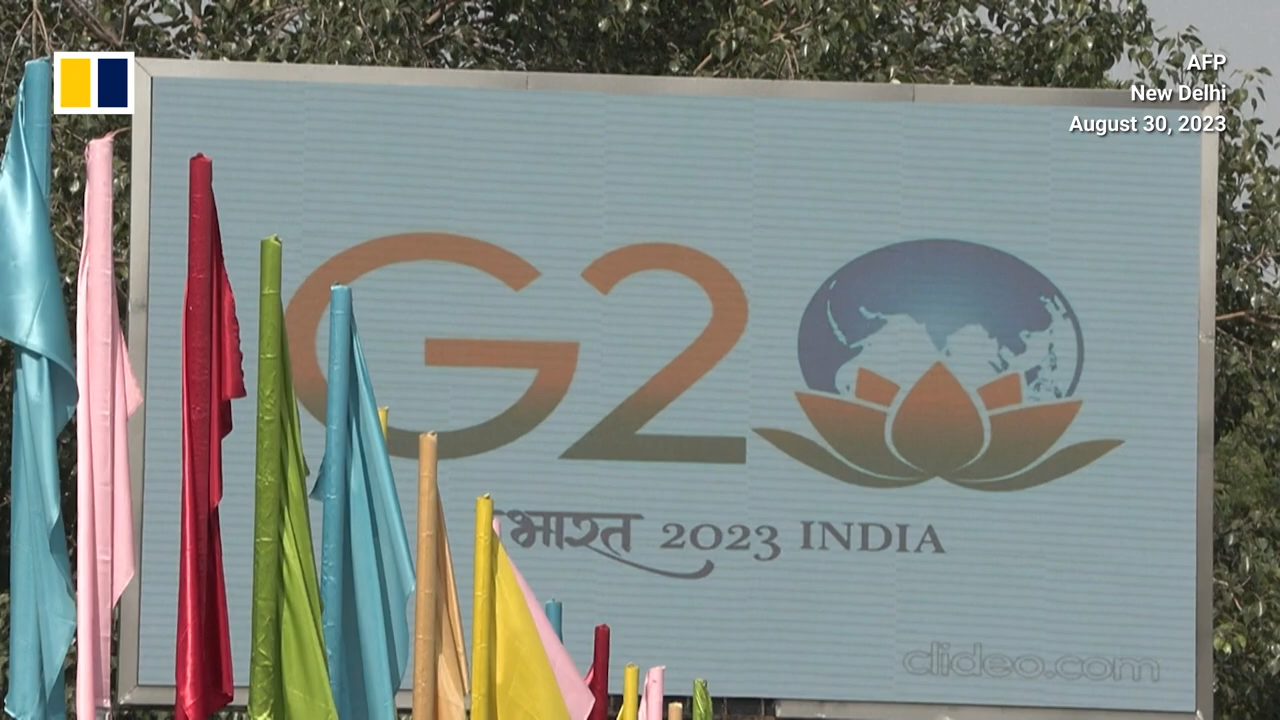 AFP
New Delhi
August 30, 2023
G20
भारत 2023 INDIA
clideo.com